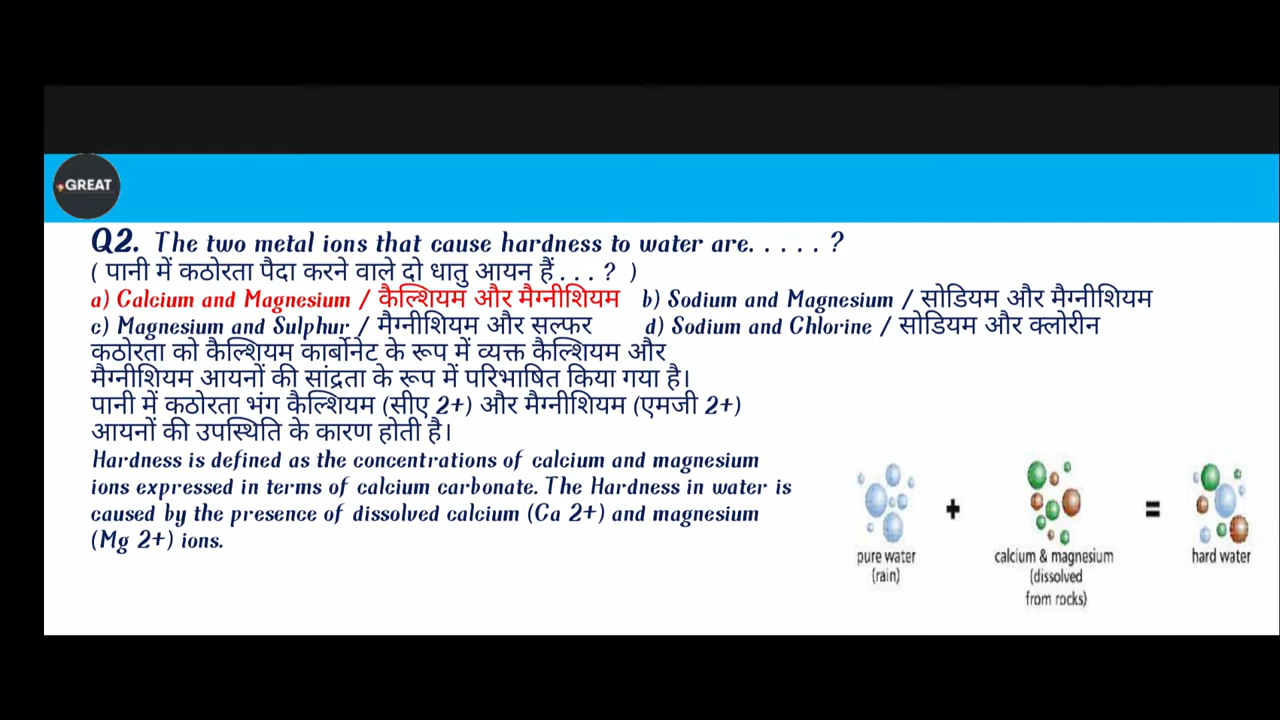 GREAT
Q2. The two metal ions that cause hardness to water are. . . . . ?
( पानी में कठोरता पैदा करने वाले दो धातु आयन हैं . . . ? )
a) Calcium and Magnesium / कैल्शियम और मैग्नीशियम b) Sodium and Magnesium / सोडियम और मैग्नीशियम
c) Magnesium and Sulphur / मैग्नीशियम और सल्फर d) Sodium and Chlorine / सोडियम और क्लोरीन
कठोरता को कैल्शियम कार्बोनेट के रूप में व्यक्त कैल्शियम और
मैग्नीशियम आयनों की सांद्रता के रूप में परिभाषित किया गया है।
पानी में कठोरता भंग कैल्शियम (सीए 2+) और मैग्नीशियम (एमजी 2+)
आयनों की उपस्थिति के कारण होती है।
Hardness is defined as the concentrations of calcium and magnesium
ions expressed in terms of calcium carbonate. The Hardness in water is
caused by the presence of dissolved calcium (Ca 2+) and magnesium
(Mg 2+) ions.
+ =
pure water
(rain)
calcium & magnesium
(dissolved
from rocks)
hard water